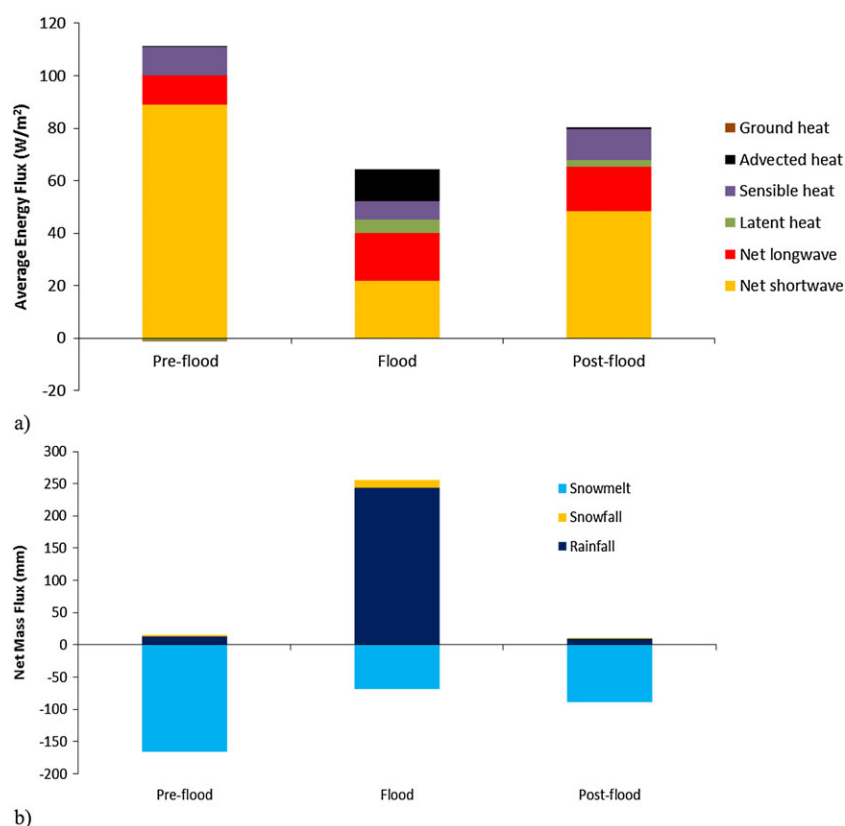 120
100
80
60
40
20
0
-20
Average Energy Flux (W/m²)
Pre-flood
Flood
Post-flood
Ground heat
Advected heat
Sensible heat
Latent heat
Net longwave
Net shortwave
a)
300
250
200
150
100
50
0
-50
-100
-150
-200
Net Mass Flux (mm)
Snowmelt
Snowfall
Rainfall
Pre-flood
Flood
Post-flood
b)